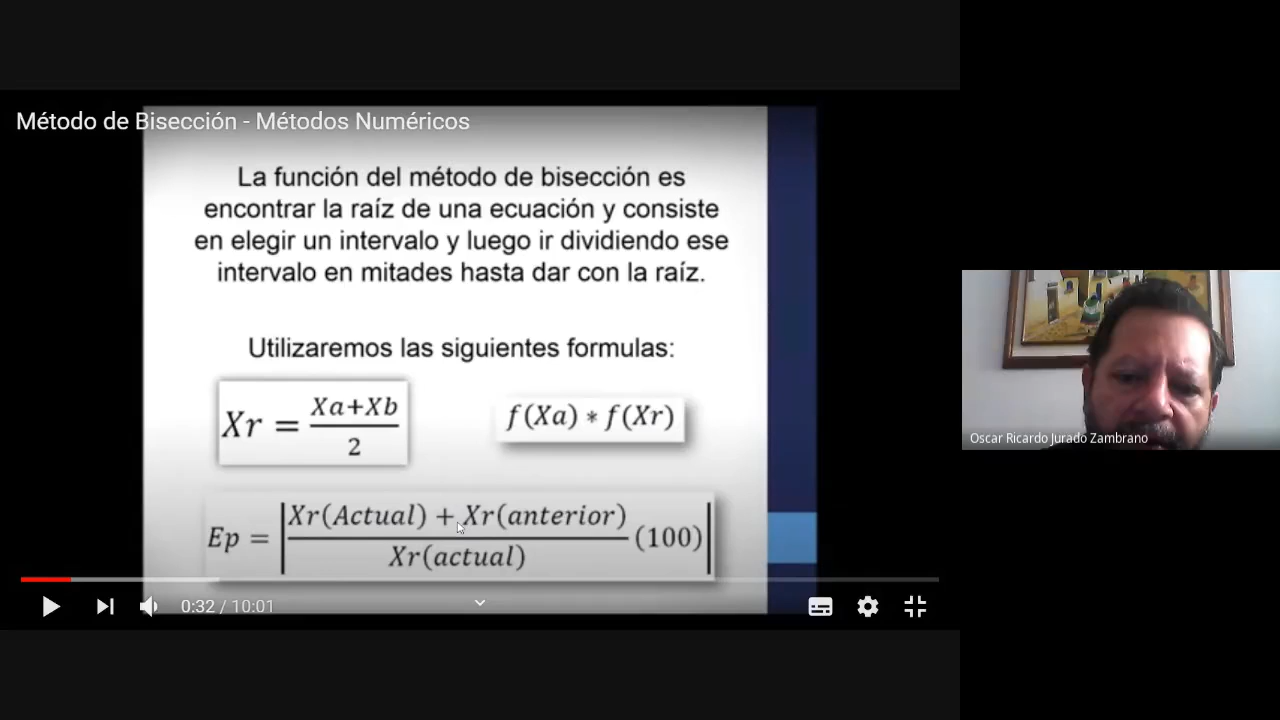 Método de Bisección - Métodos Numéricos
La función del método de bisección es
encontrar la raíz de una ecuación y consiste
en elegir un intervalo y luego ir dividiendo ese
intervalo en mitades hasta dar con la raíz.
Utilizaremos las siguientes formulas:
Xr = (Xa+Xb)/2
f(Xa) * f(Xr)
Ep = |(Xr(Actual) + Xr(anterior))/Xr(actual) (100)|
0:32 / 10:01
Oscar Ricardo Jurado Zambrano